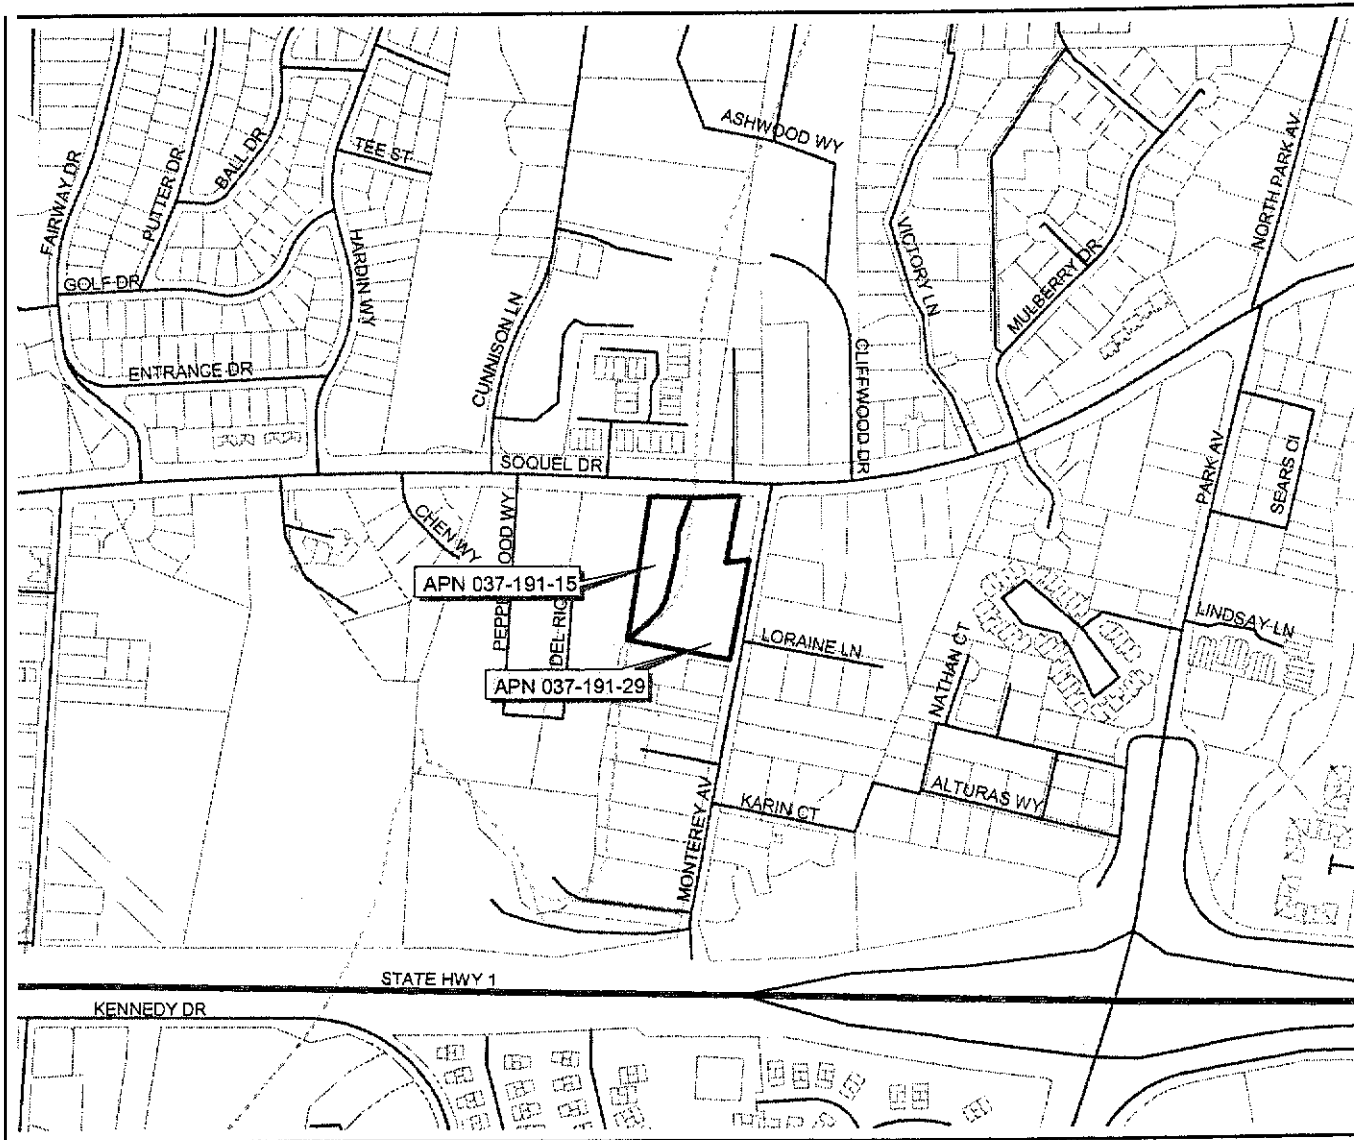 ASHWOOD WY
TEE ST
BALL DR
PUTTER DR
FAIRWAY DR
NORTH PARK AV
VICTORY LN
HARDIN WY
MULBERRY DR
GOLF DR
CUNNISON LN
CLIFFWOOD DR
ENTRANCE DR
SOQUEL DR
PARK AV
SEARS CI
CHEN WY
APN 037-191-15
LORAINE LN
LINDSAY LN
NATHAN CT
APN 037-191-29
ALTURAS WY
KARIN CT
MONTEREY AV
STATE HWY 1
KENNEDY DR